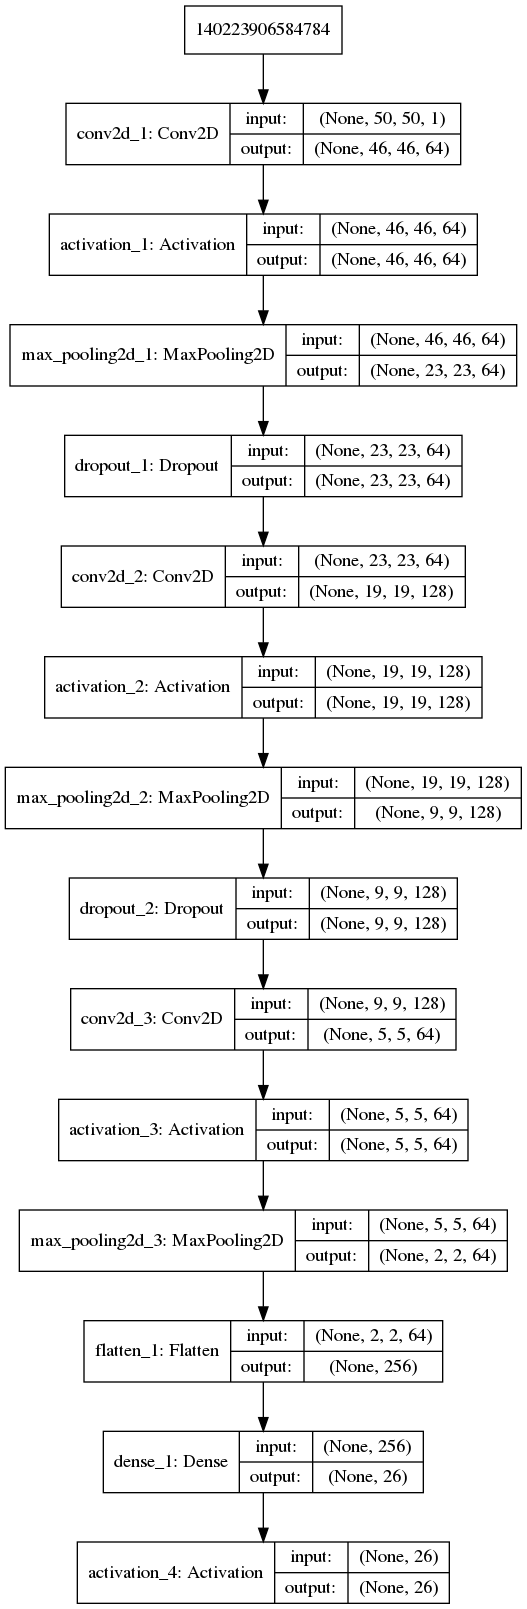 140223906584784
conv2d_1: Conv2D input: (None, 50, 50, 1)
output: (None, 46, 46, 64)
activation_1: Activation input: (None, 46, 46, 64)
output: (None, 46, 46, 64)
max_pooling2d_1: MaxPooling2D input: (None, 46, 46, 64)
output: (None, 23, 23, 64)
dropout_1: Dropout input: (None, 23, 23, 64)
output: (None, 23, 23, 64)
conv2d_2: Conv2D input: (None, 23, 23, 64)
output: (None, 19, 19, 128)
activation_2: Activation input: (None, 19, 19, 128)
output: (None, 19, 19, 128)
max_pooling2d_2: MaxPooling2D input: (None, 19, 19, 128)
output: (None, 9, 9, 128)
dropout_2: Dropout input: (None, 9, 9, 128)
output: (None, 9, 9, 128)
conv2d_3: Conv2D input: (None, 9, 9, 128)
output: (None, 5, 5, 64)
activation_3: Activation input: (None, 5, 5, 64)
output: (None, 5, 5, 64)
max_pooling2d_3: MaxPooling2D input: (None, 5, 5, 64)
output: (None, 2, 2, 64)
flatten_1: Flatten input: (None, 2, 2, 64)
output: (None, 256)
dense_1: Dense input: (None, 256)
output: (None, 26)
activation_4: Activation input: (None, 26)
output: (None, 26)